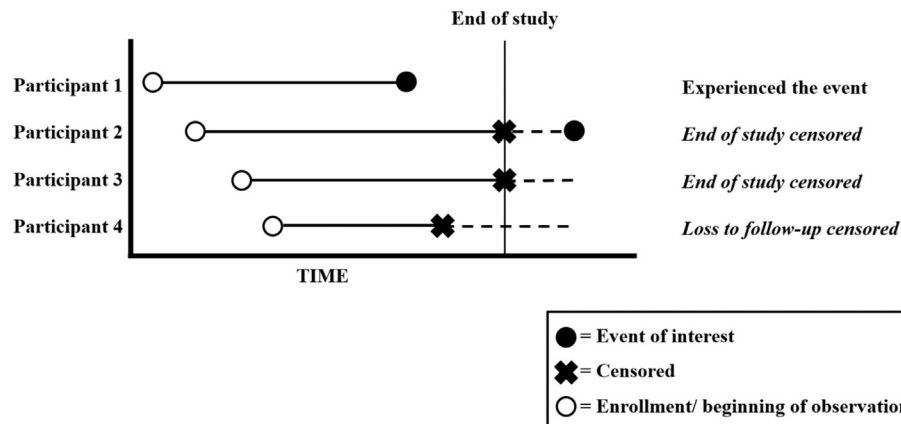 End of study
Participant 1 Experienced the event
Participant 2 End of study censored
Participant 3 End of study censored
Participant 4 Loss to follow-up censored
TIME
= Event of interest
= Censored
= Enrollment/ beginning of observation